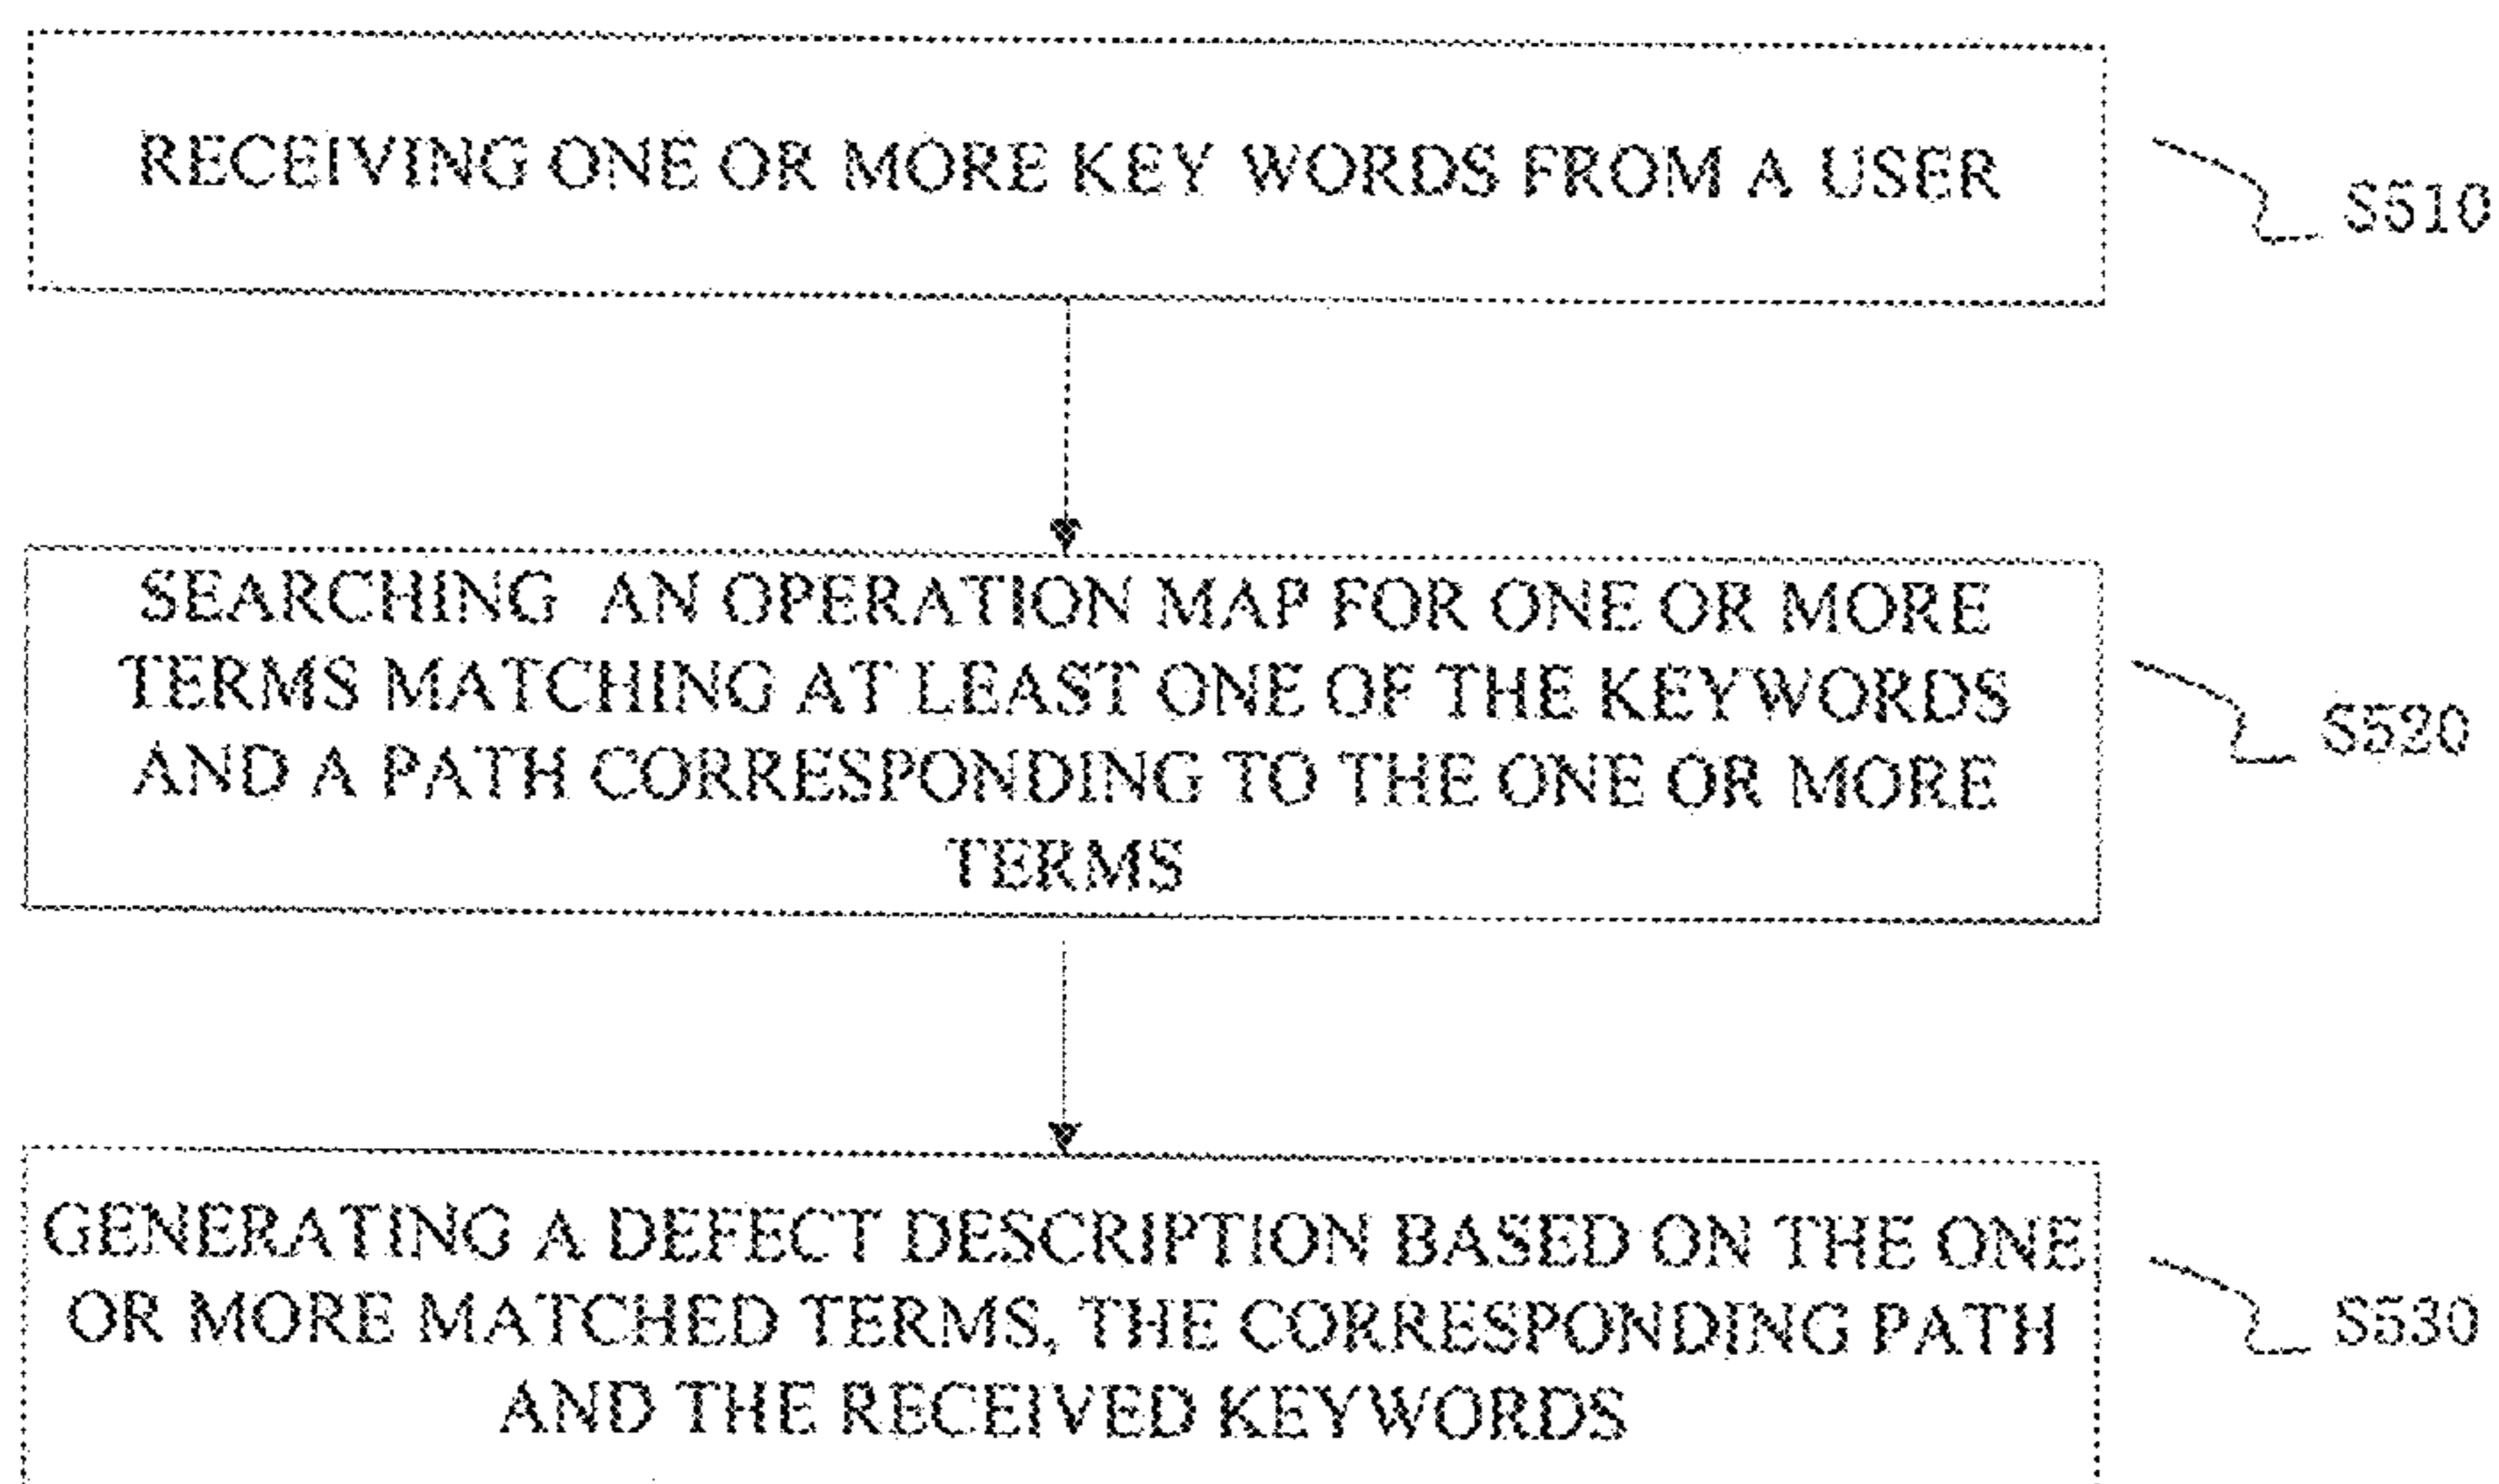 RECEIVING ONE OR MORE KEY WORDS FROM A USER
S510
SEARCHING AN OPERATION MAP FOR ONE OR MORE
TERMS MATCHING AT LEAST ONE OF THE KEYWORDS
AND A PATH CORRESPONDING TO THE ONE OR MORE
TERMS
S520
GENERATING A DEFECT DESCRIPTION BASED ON THE ONE
OR MORE MATCHED TERMS, THE CORRESPONDING PATH
AND THE RECEIVED KEYWORDS
S530